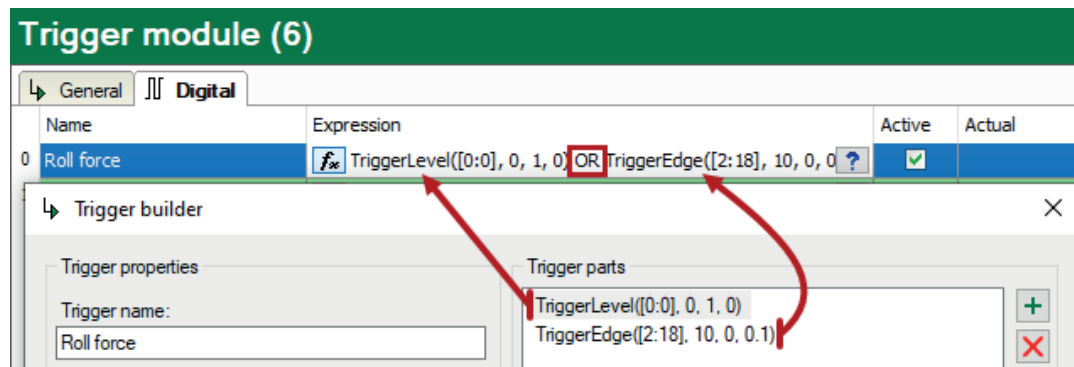 Trigger module (6)
General Digital
Name Expression Active Actual
0 Roll force fx TriggerLevel([0:0], 0, 1, 0) OR TriggerEdge([2:18], 10, 0, 0 ?
Trigger builder
Trigger properties Trigger parts
Trigger name: TriggerLevel([0:0], 0, 1, 0)
Roll force TriggerEdge([2:18], 10, 0, 0.1)